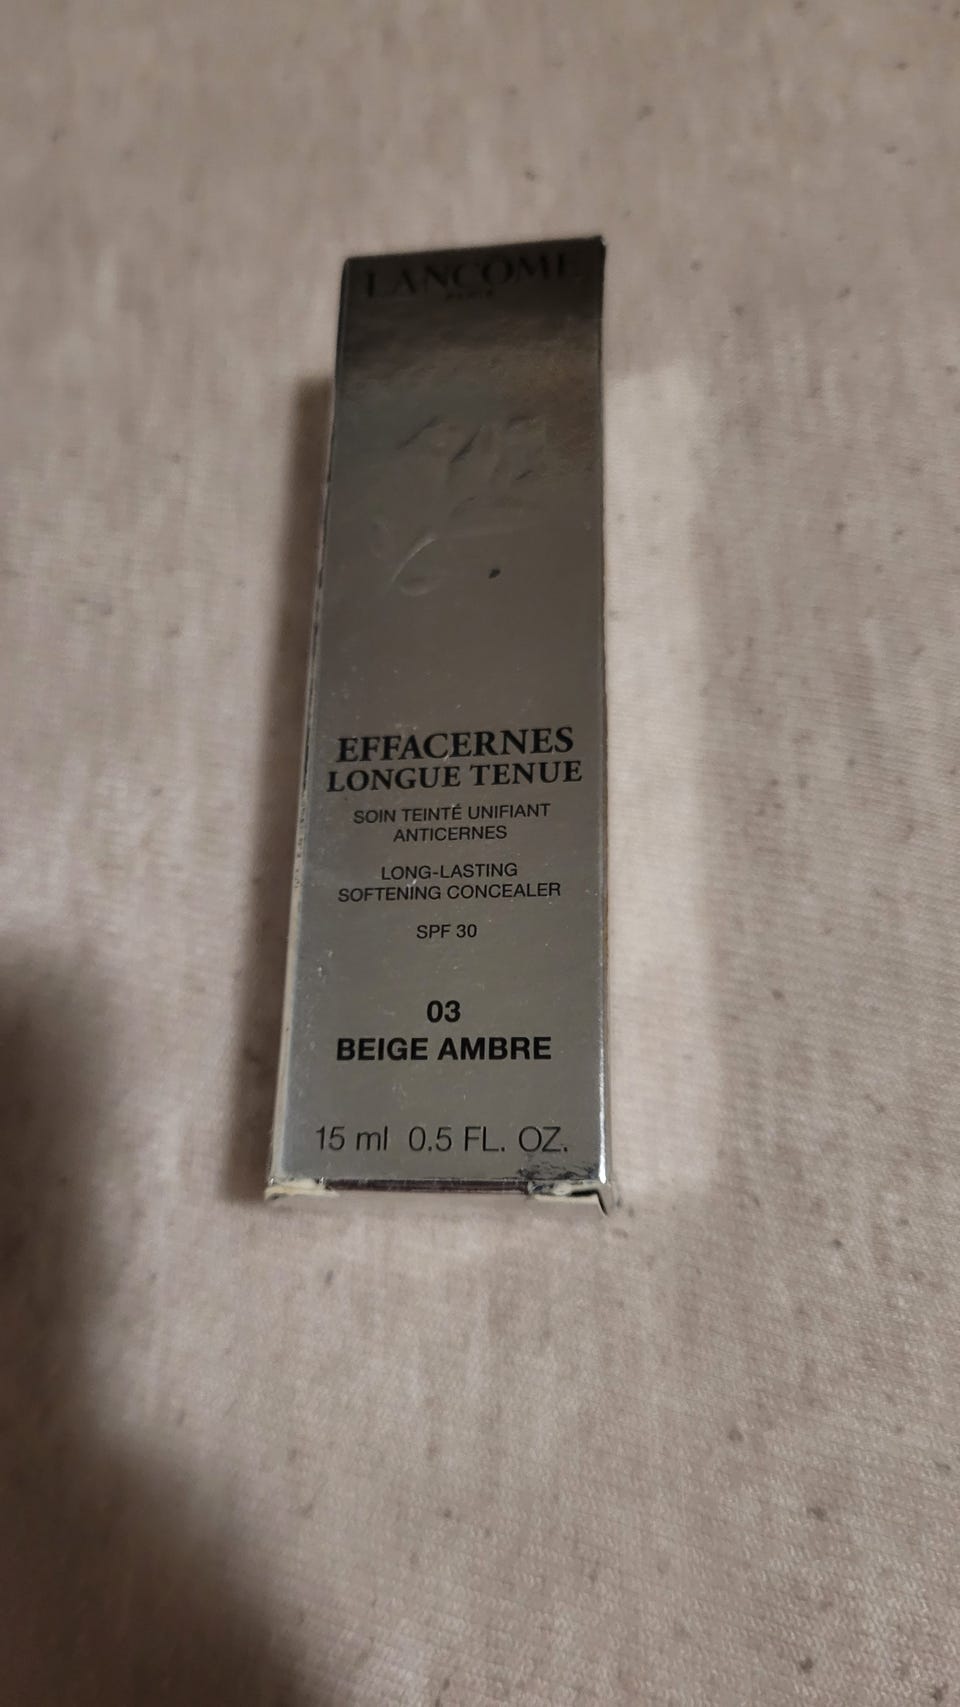 LANCOME
PARIS
EFFACERNES
LONGUE TENUE
SOIN TEINTÉ UNIFIANT
ANTICERNES
LONG-LASTING
SOFTENING CONCEALER
SPF 30
03
BEIGE AMBRE
15 ml 0.5 FL. OZ.